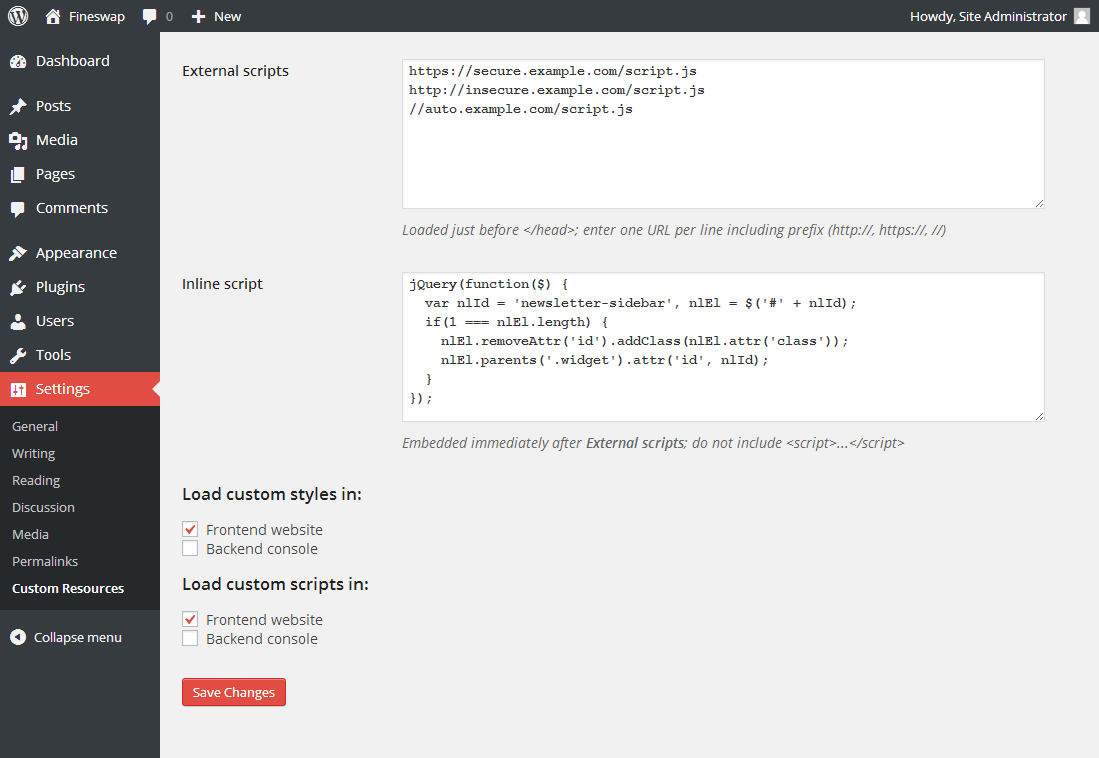 Fineswap 0 New Howdy, Site Administrator
Dashboard
Posts
Media
Pages
Comments
Appearance
Plugins
Users
Tools
Settings
General
Writing
Reading
Discussion
Media
Permalinks
Custom Resources
Collapse menu
External scripts
https://secure.example.com/script.js
http://insecure.example.com/script.js
//auto.example.com/script.js
Loaded just before </head>; enter one URL per line including prefix (http://, https://, //)
Inline script
jQuery(function($) {
  var nlId = 'newsletter-sidebar', nlEl = $('#' + nlId);
  if(1 === nlEl.length) {
    nlEl.removeAttr('id').addClass(nlEl.attr('class'));
    nlEl.parents('.widget').attr('id', nlId);
  }
});
Embedded immediately after External scripts; do not include <script>...</script>
Load custom styles in:
Frontend website
Backend console
Load custom scripts in:
Frontend website
Backend console
Save Changes